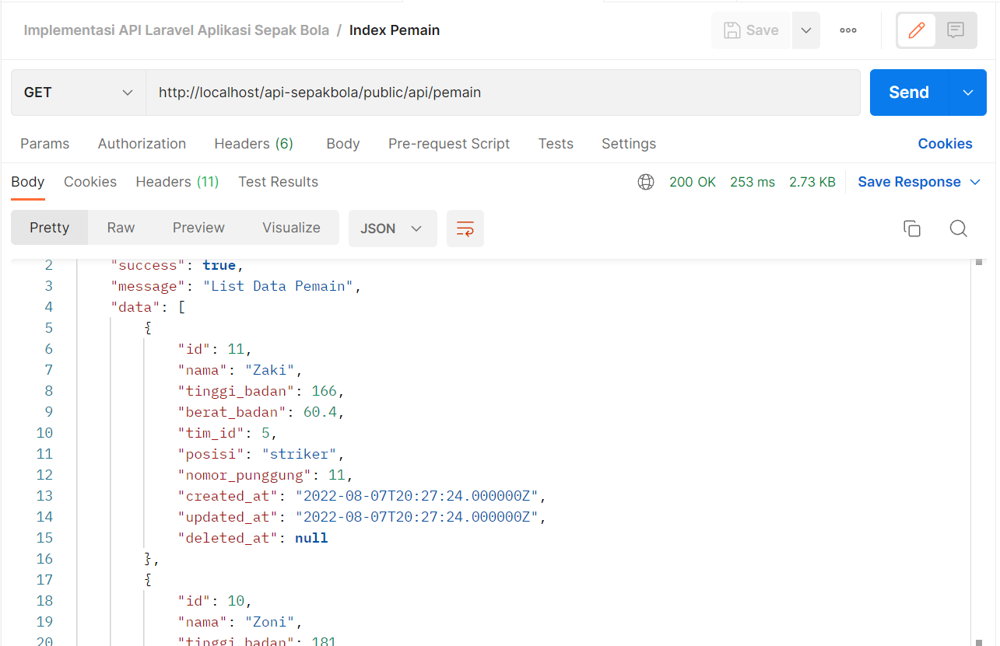 Implementasi API Laravel Aplikasi Sepak Bola / Index Pemain
Save
GET
http://localhost/api-sepakbola/public/api/pemain
Send
Params Authorization Headers (6) Body Pre-request Script Tests Settings Cookies
Body Cookies Headers (11) Test Results 200 OK 253 ms 2.73 KB Save Response
Pretty Raw Preview Visualize JSON
2 "success": true,
3 "message": "List Data Pemain",
4 "data": [
5 {
6 "id": 11,
7 "nama": "Zaki",
8 "tinggi_badan": 166,
9 "berat_badan": 60.4,
10 "tim_id": 5,
11 "posisi": "striker",
12 "nomor_punggung": 11,
13 "created_at": "2022-08-07T20:27:24.000000Z",
14 "updated_at": "2022-08-07T20:27:24.000000Z",
15 "deleted_at": null
16 },
17 {
18 "id": 10,
19 "nama": "Zoni",
20 "tinggi_badan": 181